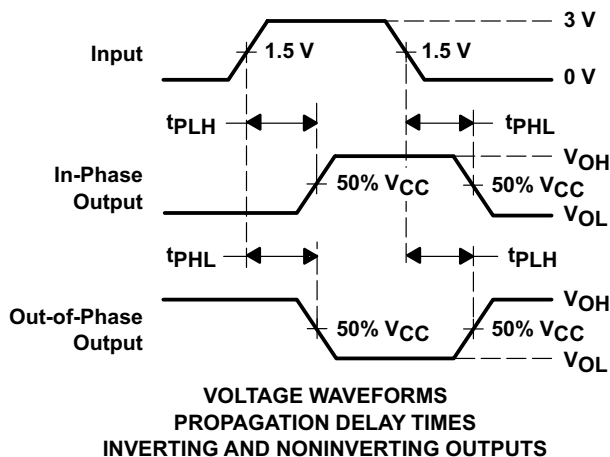 3 V
Input
1.5 V
1.5 V
0 V
tPLH
tPHL
VOH
In-Phase
Output
50% VCC
50% VCC
VOL
tPHL
tPLH
VOH
Out-of-Phase
Output
50% VCC
50% VCC
VOL
VOLTAGE WAVEFORMS
PROPAGATION DELAY TIMES
INVERTING AND NONINVERTING OUTPUTS